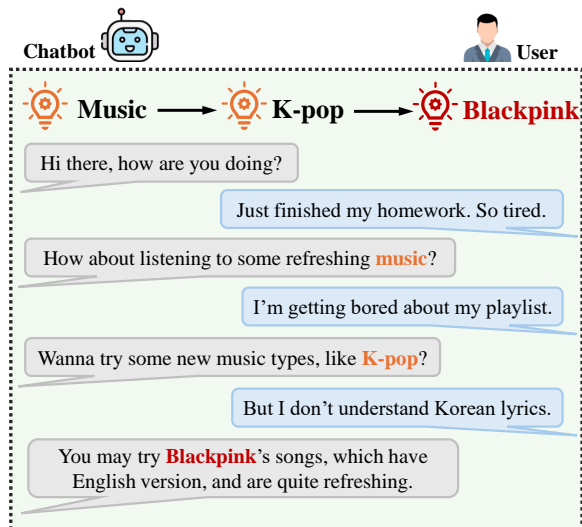 Chatbot
User
Music
K-pop
Blackpink
Hi there, how are you doing?
Just finished my homework. So tired.
How about listening to some refreshing music?
I’m getting bored about my playlist.
Wanna try some new music types, like K-pop?
But I don’t understand Korean lyrics.
You may try Blackpink’s songs, which have
English version, and are quite refreshing.